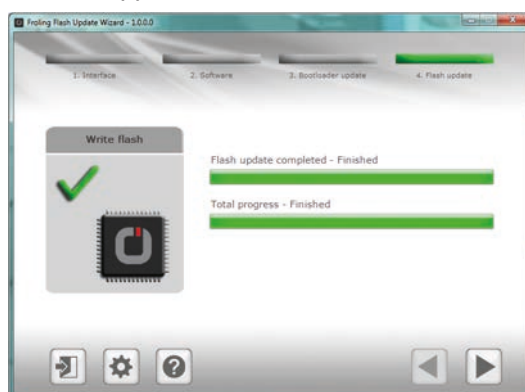 Froling Flash Update Wizard - 1.0.0.0
1. Interface
2. Software
3. Bootloader update
4. Flash update
Write flash
Flash update completed - Finished
Total progress - Finished
?